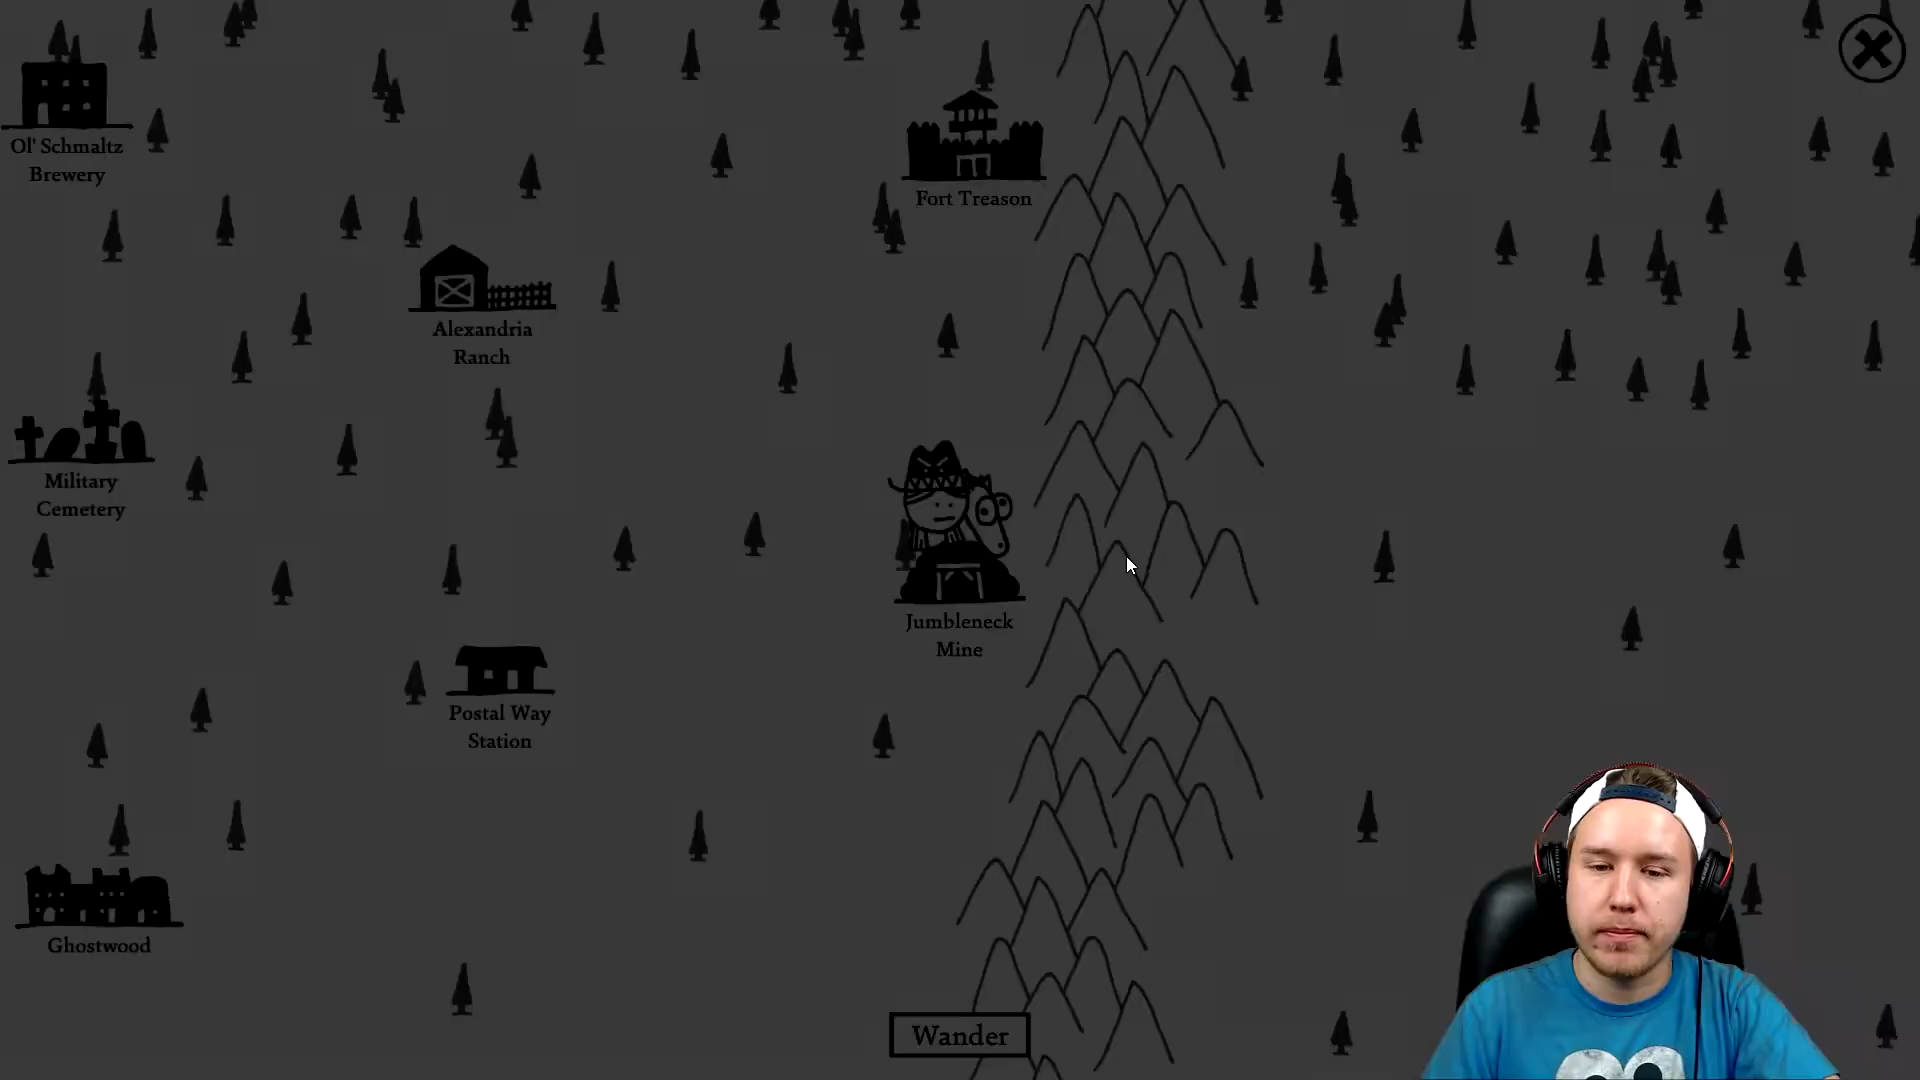 Ol' Schmaltz
Brewery
Fort Treason
Alexandria
Ranch
Military
Cemetery
Jumbleneck
Mine
Postal Way
Station
Ghostwood
Wander